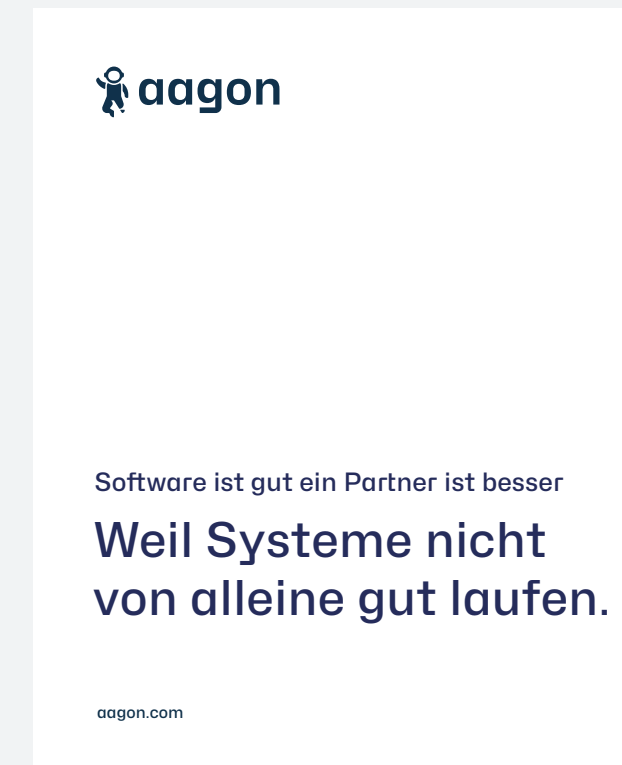 aagon
Software ist gut ein Partner ist besser
Weil Systeme nicht
von alleine gut laufen.
aagon.com